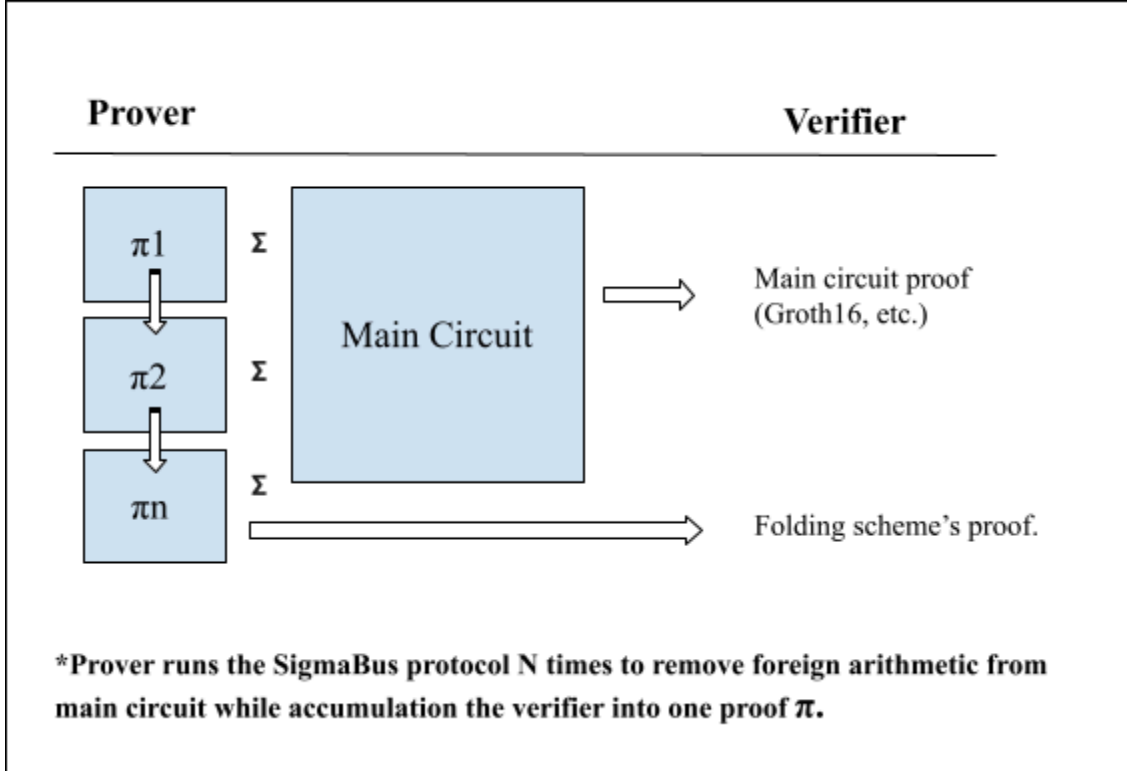 Prover
Verifier
π1
Σ
π2
Σ
πn
Σ
Main Circuit
Main circuit proof
(Groth16, etc.)
Folding scheme’s proof.
*Prover runs the SigmaBus protocol N times to remove foreign arithmetic from
main circuit while accumulation the verifier into one proof π.